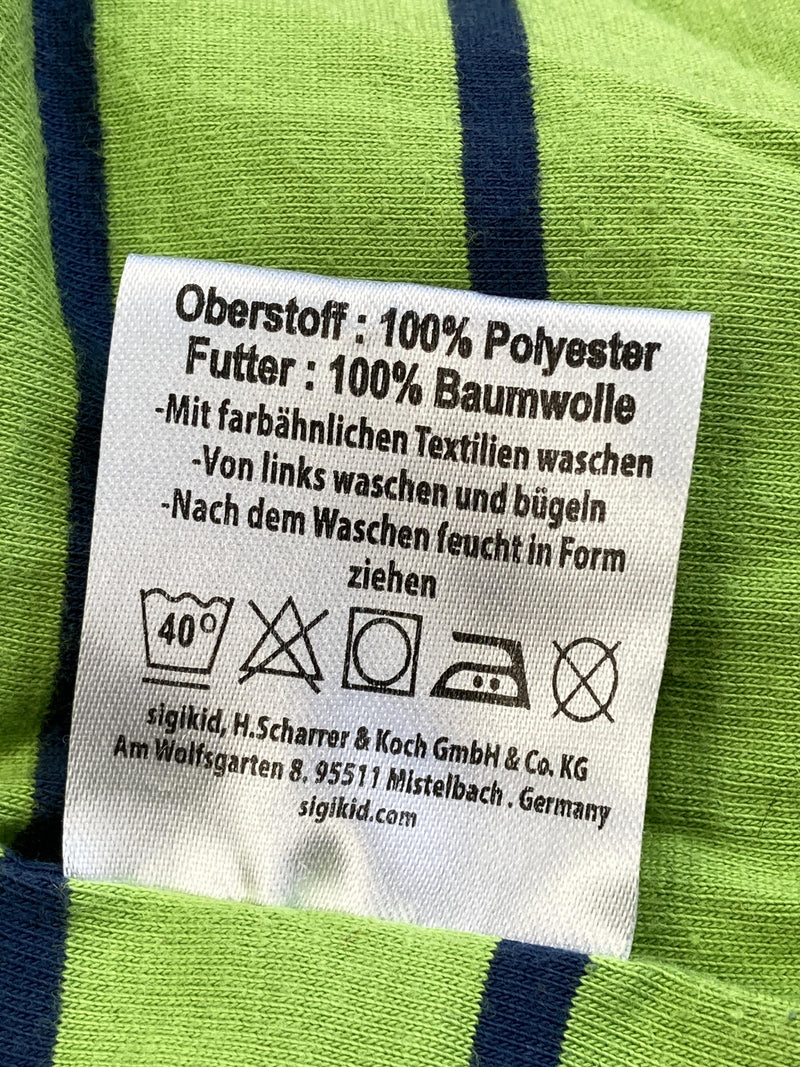 Oberstoff : 100% Polyester
Futter : 100% Baumwolle
-Mit farbähnlichen Textilien waschen
-Von links waschen und bügeln
-Nach dem Waschen feucht in Form
ziehen
40°
sigikid, H.Scharrer & Koch GmbH & Co. KG
Am Wolfsgarten 8. 95511 Mistelbach . Germany
sigikid.com